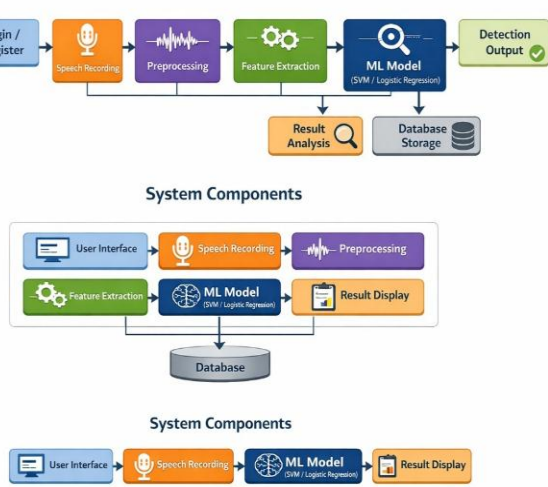 gin /
gister
Speech Recording
Preprocessing
Feature Extraction
ML Model
(SVM / Logistic Regression)
Detection
Output
Result
Analysis
Database
Storage
System Components
User Interface
Speech Recording
Preprocessing
Feature Extraction
ML Model
(SVM / Logistic Regression)
Result Display
Database
System Components
User Interface
Speech Recording
ML Model
(SVM / Logistic Regression)
Result Display